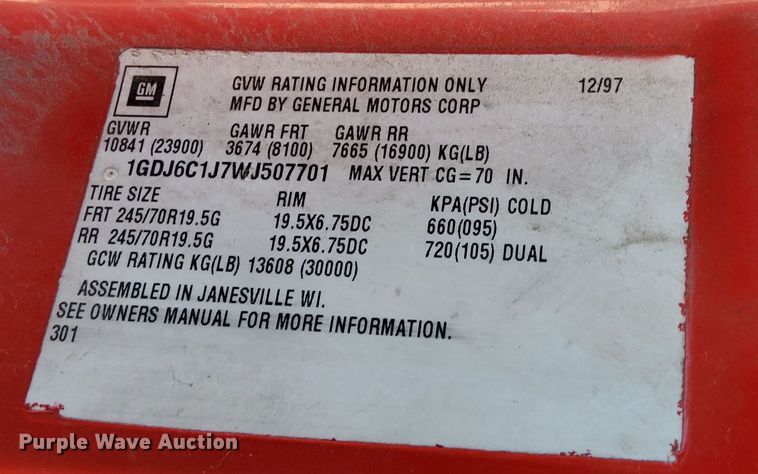 GM
GVW RATING INFORMATION ONLY 12/97
MFD BY GENERAL MOTORS CORP
GVWR GAWR FRT GAWR RR
10841 (23900) 3674 (8100) 7665 (16900) KG(LB)
1GDJ6C1J7WJ507701 MAX VERT CG=70 IN.
TIRE SIZE RIM KPA(PSI) COLD
FRT 245/70R19.5G 19.5X6.75DC 660(095)
RR 245/70R19.5G 19.5X6.75DC 720(105) DUAL
GCW RATING KG(LB) 13608 (30000)
ASSEMBLED IN JANESVILLE WI.
SEE OWNERS MANUAL FOR MORE INFORMATION.
301
Purple Wave Auction